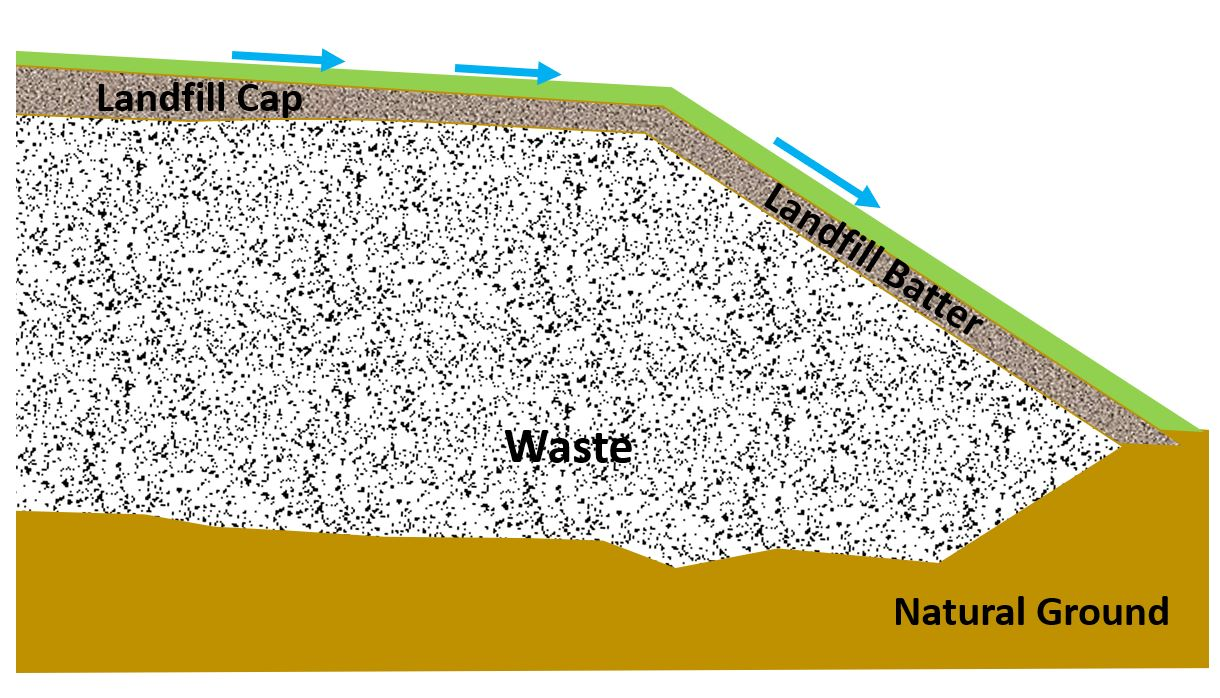 Landfill Cap
Landfill Batter
Waste
Natural Ground